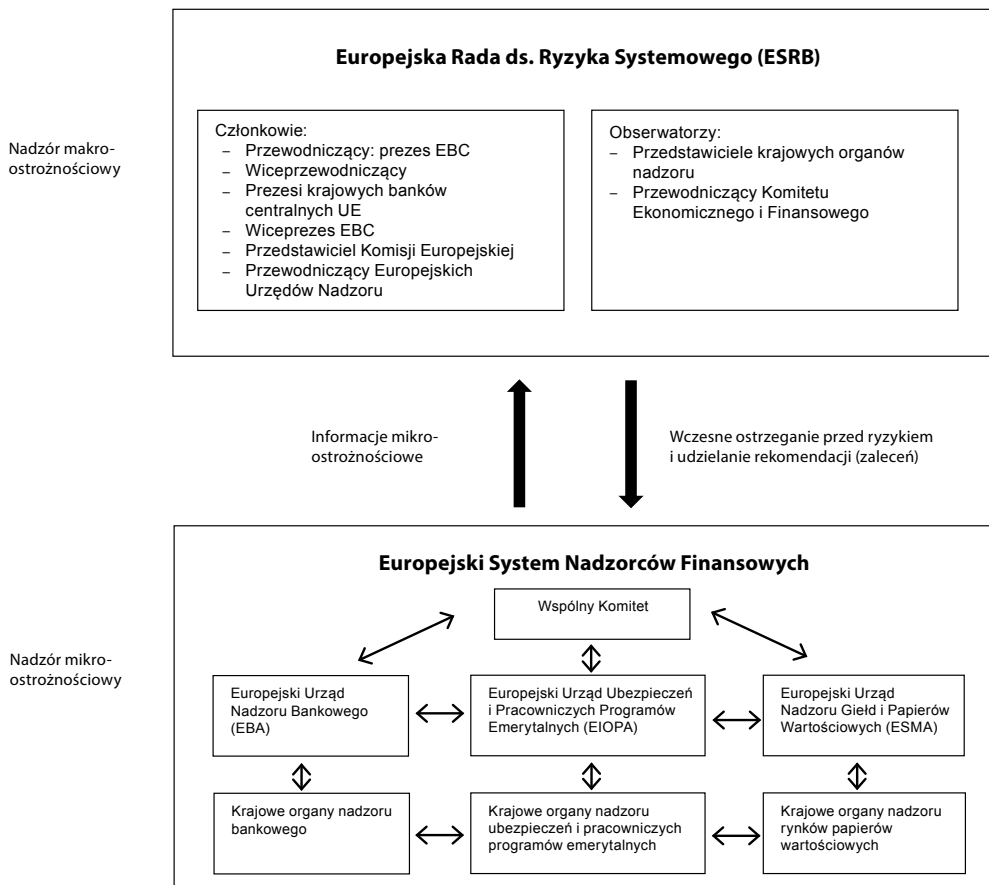 Europejska Rada ds. Ryzyka Systemowego (ESRB)
Nadzór makro-
ostrożnościowy
Członkowie:
– Przewodniczący: prezes EBC
– Wiceprzewodniczący
– Prezesi krajowych banków
centralnych UE
– Wiceprezes EBC
– Przedstawiciel Komisji Europejskiej
– Przewodniczący Europejskich
Urzędów Nadzoru
Obserwatorzy:
– Przedstawiciele krajowych organów
nadzoru
– Przewodniczący Komitetu
Ekonomicznego i Finansowego
Informacje mikro-
ostrożnościowe
Wczesne ostrzeganie przed ryzykiem
i udzielanie rekomendacji (zaleceń)
Europejski System Nadzorców Finansowych
Wspólny Komitet
Nadzór mikro-
ostrożnościowy
Europejski Urząd
Nadzoru Bankowego
(EBA)
Europejski Urząd Ubezpieczeń
i Pracowniczych Programów
Emerytalnych (EIOPA)
Europejski Urząd
Nadzoru Giełd i Papierów
Wartościowych (ESMA)
Krajowe organy nadzoru
bankowego
Krajowe organy nadzoru
ubezpieczeń i pracowniczych
programów emerytalnych
Krajowe organy nadzoru
rynków papierów
wartościowych